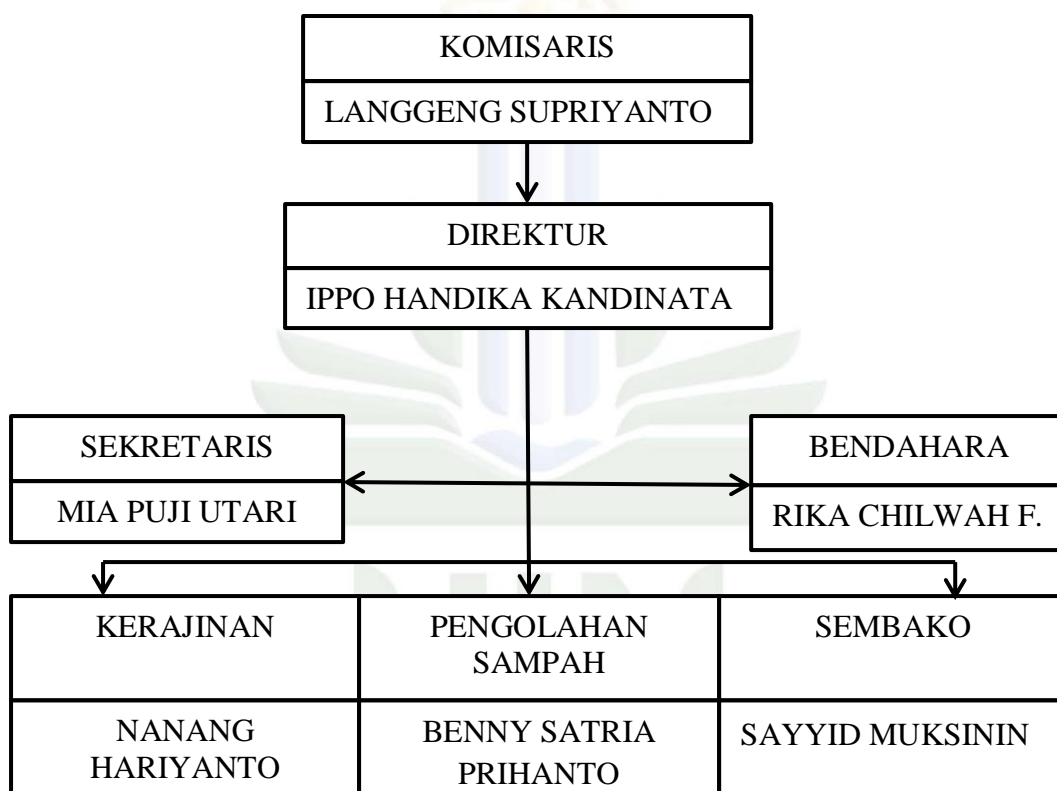 KOMISARIS
LANGGENG SUPRIYANTO
DIREKTUR
IPPO HANDIKA KANDINATA
SEKRETARIS
MIA PUJI UTARI
BENDAHARA
RIKA CHILWAH F.
KERAJINAN
PENGOLAHAN
SAMPAH
SEMBAKO
NANANG
HARIYANTO
BENNY SATRIA
PRIHANTO
SAYYID MUKSININ